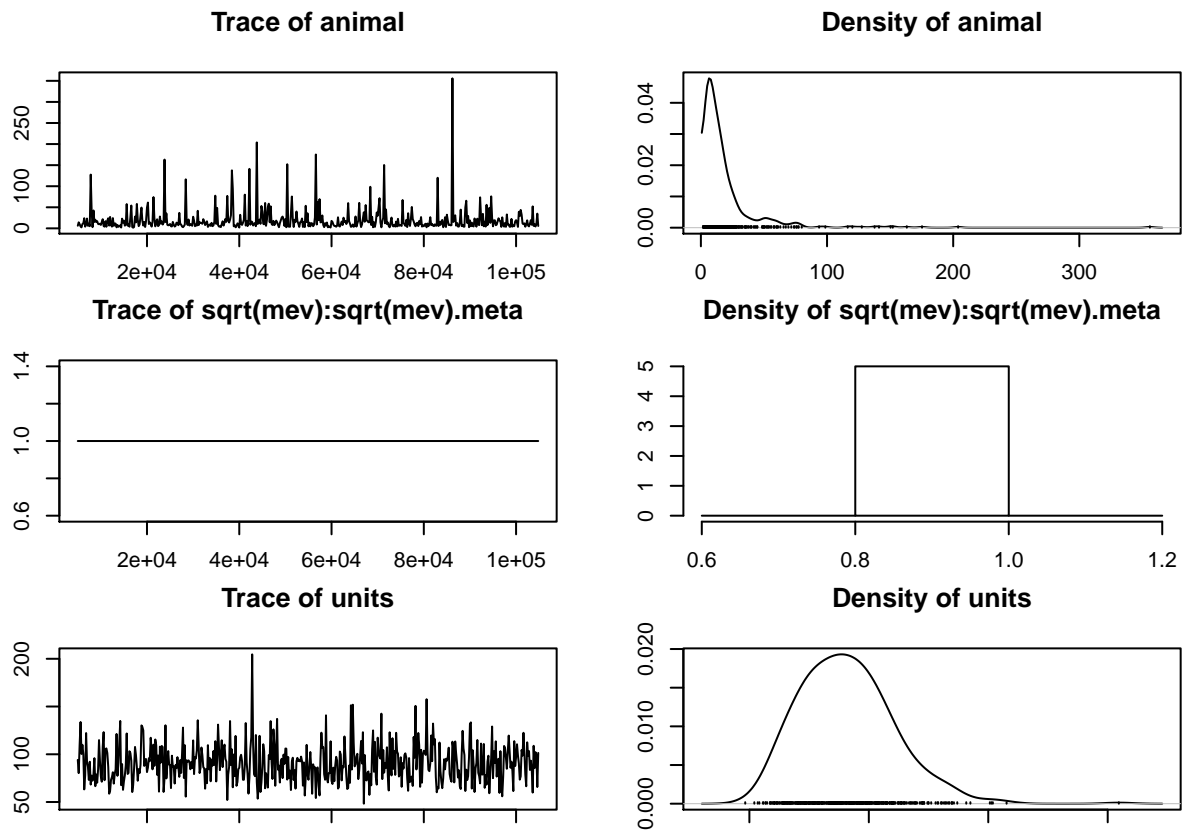 Trace of animal
250
100
0
2e+04 4e+04 6e+04 8e+04 1e+05
Density of animal
0.04
0.02
0.00
0 100 200 300
Trace of sqrt(mev):sqrt(mev).meta
1.4
1.0
0.6
2e+04 4e+04 6e+04 8e+04 1e+05
Density of sqrt(mev):sqrt(mev).meta
5
4
3
2
1
0
0.6 0.8 1.0 1.2
Trace of units
200
100
50
Density of units
0.020
0.010
0.000